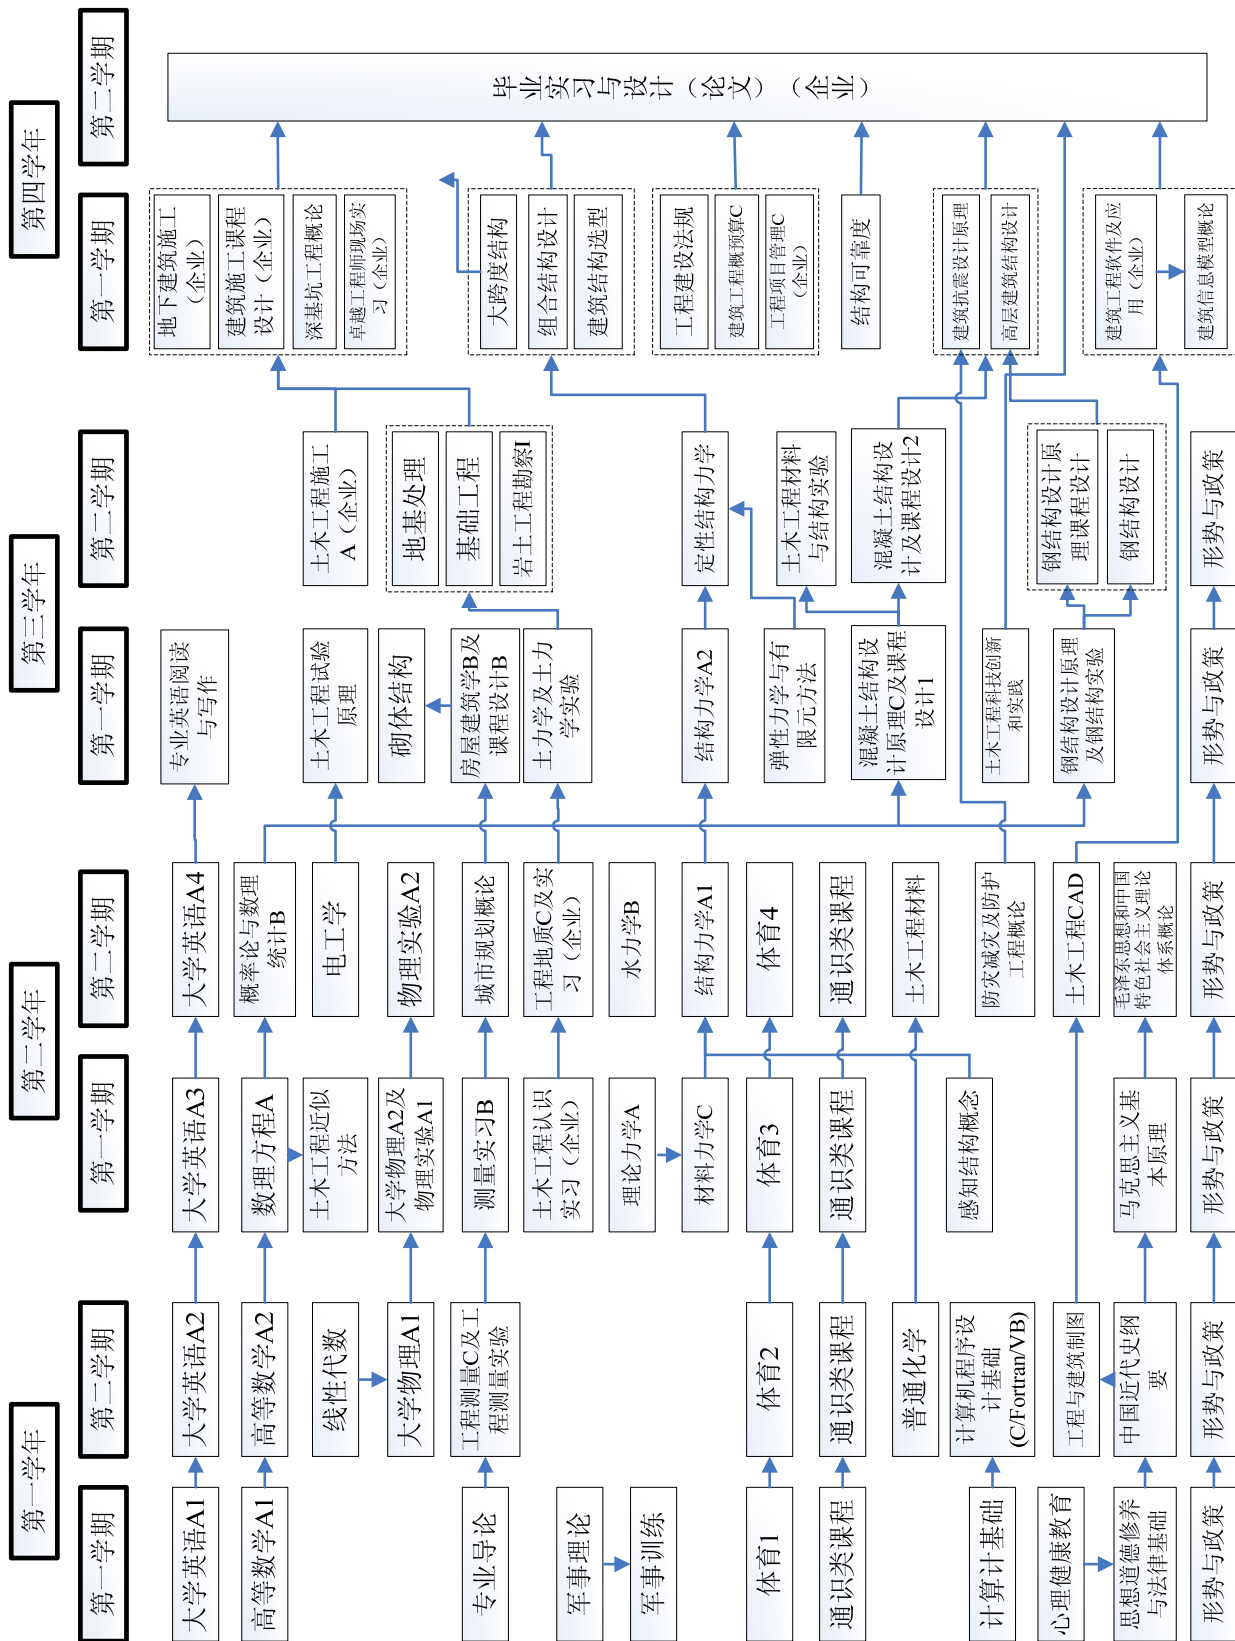 第一学年
第二学年
第三学年
第四学年
第一学期
第二学期
第一学期
第二学期
第一学期
第二学期
第一学期
第二学期
大学英语A1
高等数学A1
专业导论
军事理论
军事训练
体育1
通识类课程
计算计基础
心理健康教育
思想道德修养
与法律基础
形势与政策
大学英语A2
高等数学A2
线性代数
大学物理A1
工程测量C及工
程测量实验
体育2
通识类课程
普通化学
计算机程序设
计基础
(C/Fortran/VB)
工程与建筑制图
中国近代史纲
要
形势与政策
大学英语A3
数理方程A
土木工程近似
方法
大学物理A2及
物理实验A1
测量实习B
土木工程认识
实习（企业）
理论力学A
材料力学C
体育3
通识类课程
感知结构概念
马克思主义基
本原理
形势与政策
大学英语A4
概率论与数理
统计B
电工学
物理实验A2
城市规划概论
工程地质C及实
习（企业）
水力学B
结构力学A1
体育4
通识类课程
土木工程材料
防灾减灾及防护
工程概论
土木工程CAD
毛泽东思想和中国
特色社会主义理论
体系概论
形势与政策
专业英语阅读
与写作
土木工程试验
原理
砌体结构
房屋建筑学B及
课程设计B
土力学及土力
学实验
结构力学A2
弹性力学与有
限元方法
混凝土结构设
计原理C及课程
设计1
土木工程科技创新
和实践
钢结构设计原理
及钢结构实验
形势与政策
土木工程施工
A（企业）
地基处理
基础工程
岩土工程勘察I
定性结构力学
土木工程材料
与结构实验
混凝土结构设
计及课程设计2
钢结构设计原
理课程设计
钢结构设计
形势与政策
地下建筑施工
（企业）
建筑施工课程
设计（企业）
深基坑工程概论
卓越工程师现场实
习（企业）
大跨度结构
组合结构设计
建筑结构选型
工程建设法规
建筑工程概预算C
工程项目管理C
（企业）
结构可靠度
建筑抗震设计原理
高层建筑结构设计
建筑工程软件及应
用（企业）
建筑信息模型概论
毕业实习与设计（论文）（企业）